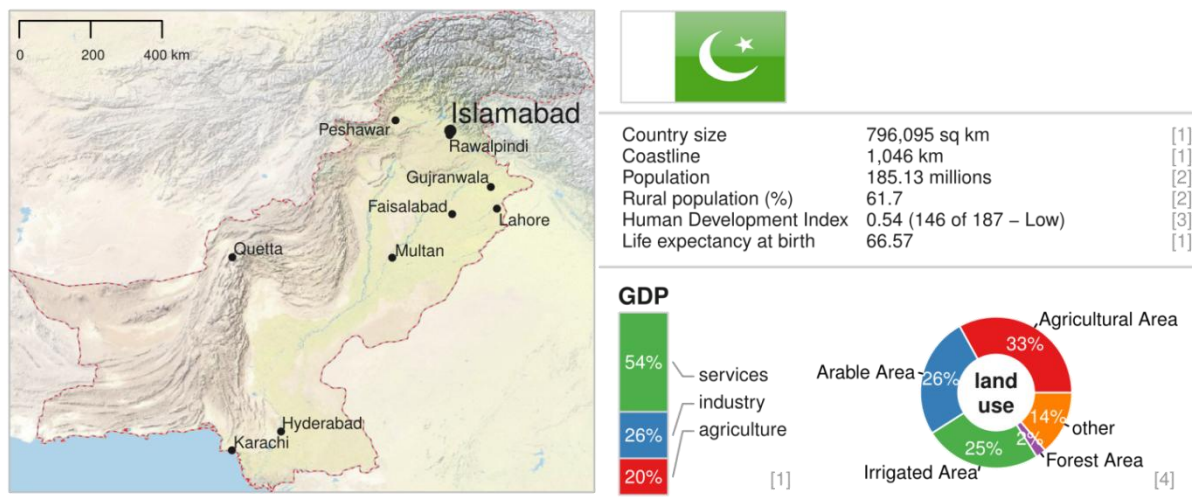 0 200 400 km
Islamabad
Peshawar
Rawalpindi
Gujranwala
Faisalabad
Lahore
Quetta
Multan
Hyderabad
Karachi
Country size 796,095 sq km [1]
Coastline 1,046 km [1]
Population 185.13 millions [2]
Rural population (%) 61.7 [2]
Human Development Index 0.54 (146 of 187 – Low) [3]
Life expectancy at birth 66.57 [1]
GDP
54%
services
industry
26%
agriculture
20%
[1]
Agricultural Area
33%
Arable Area
26%
land
use
14%
other
2%
25%
Forest Area
Irrigated Area
[4]